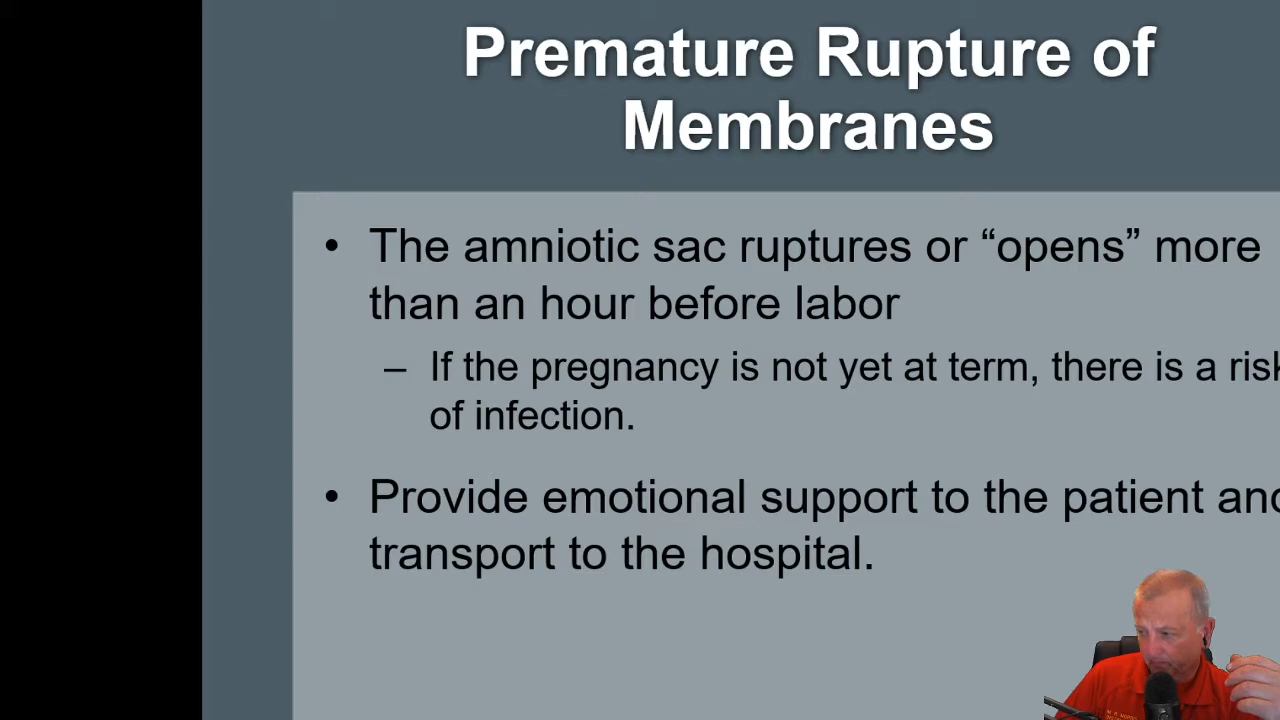 Premature Rupture of
Membranes
• The amniotic sac ruptures or “opens” more
than an hour before labor
– If the pregnancy is not yet at term, there is a risk
of infection.
• Provide emotional support to the patient and
transport to the hospital.